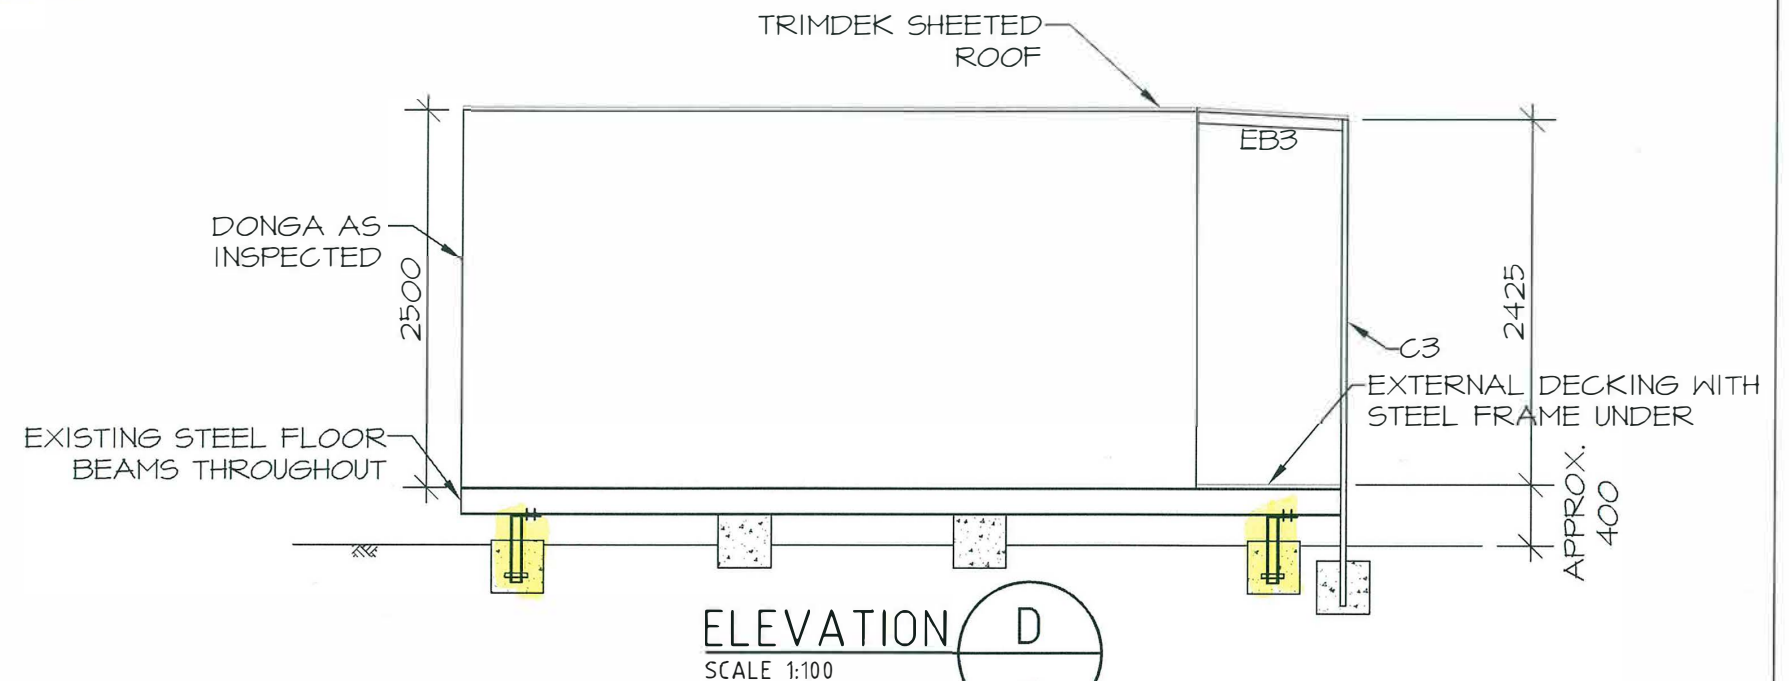 TRIMDEK SHEETED
ROOF
EB3
DONGA AS
INSPECTED
2500
2425
C3
EXTERNAL DECKING WITH
STEEL FRAME UNDER
EXISTING STEEL FLOOR
BEAMS THROUGHOUT
APPROX.
400
ELEVATION
D
SCALE 1:100